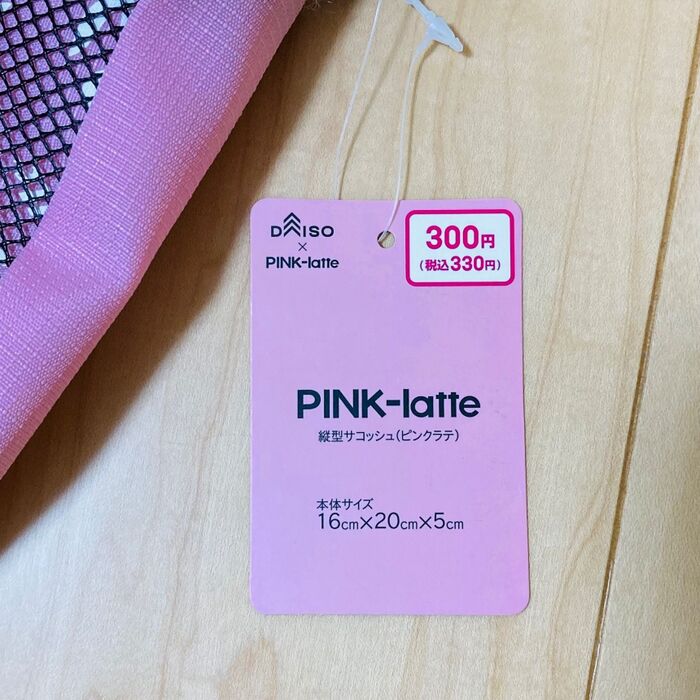 DAISO
×
PINK-latte
300円
(税込330円)
PINK-latte
縦型サコッシュ(ピンクラテ)
本体サイズ
16cm×20cm×5cm